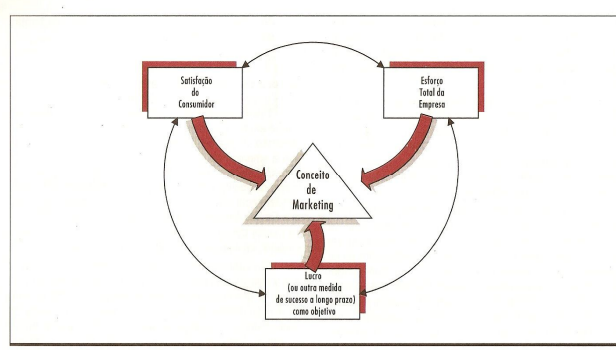 Satisfação
do
Consumidor
Esforço
Total da
Empresa
Conceito
de
Marketing
Lucro
(ou outra medida
de sucesso a longo prazo)
como objetivo